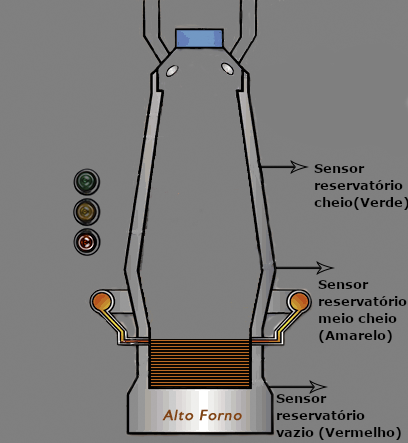 Sensor
reservatório
cheio(Verde)
Sensor
reservatório
meio cheio
(Amarelo)
Sensor
reservatório
vazio (Vermelho)
Alto Forno